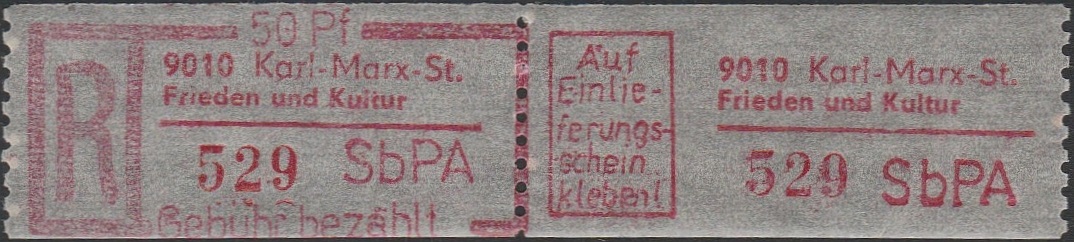 50 Pf
R
9010 Karl-Marx-St.
Frieden und Kultur
529 SbPA
Gebühr bezahlt
Auf
Einlie-
ferungs-
schein
kleben!
9010 Karl-Marx-St.
Frieden und Kultur
529 SbPA